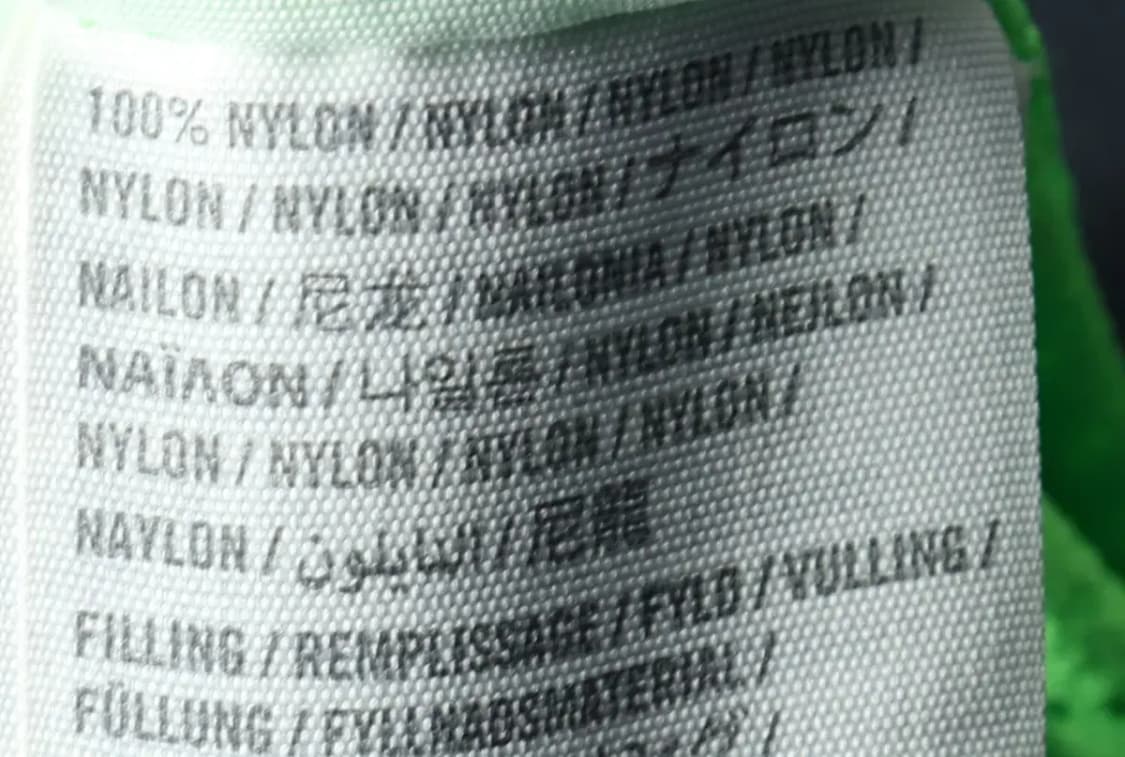 100% NYLON / NYLON / NYLON / NYLON /
NYLON / NYLON / NYLON / ナイロン /
NAILON / 尼龙 / NAILONIA / NYLON /
ΝΑΪΛΟΝ / 나일론 / NYLON / NEJLON /
NYLON / NYLON / NYLON / NYLON /
NAYLON / النايلون / 尼龍
FILLING / REMPLISSAGE / FYLD / VULLING /
FÜLLUNG / FYLLNADSMATERIAL /